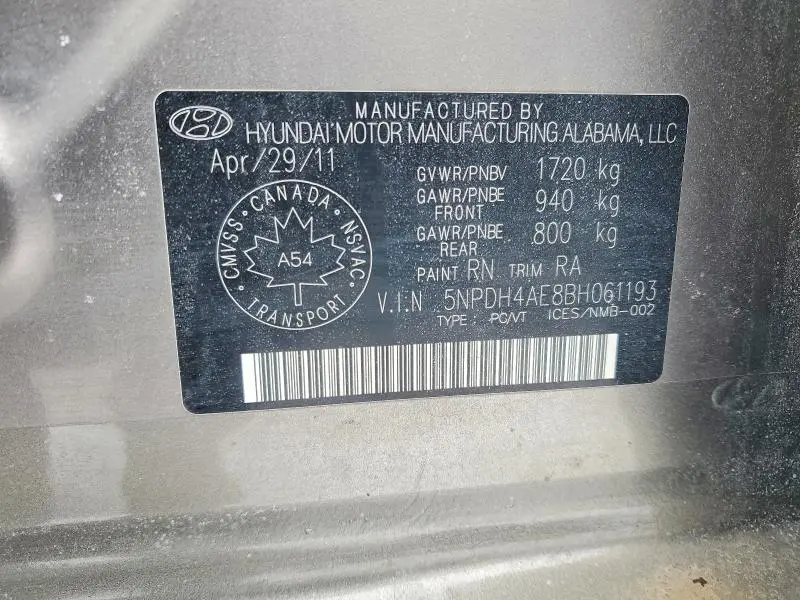 MANUFACTURED BY
HYUNDAI MOTOR MANUFACTURING ALABAMA, LLC
Apr/29/11
GVWR/PNBV 1720 kg
GAWR/PNBE FRONT 940 kg
GAWR/PNBE REAR 800 kg
PAINT RN TRIM RA
V.I.N 5NPDH4AE8BH061193
TYPE : PC/VT ICES/NMB-002
CMVSS · CANADA · NSVAC
A54
TRANSPORT